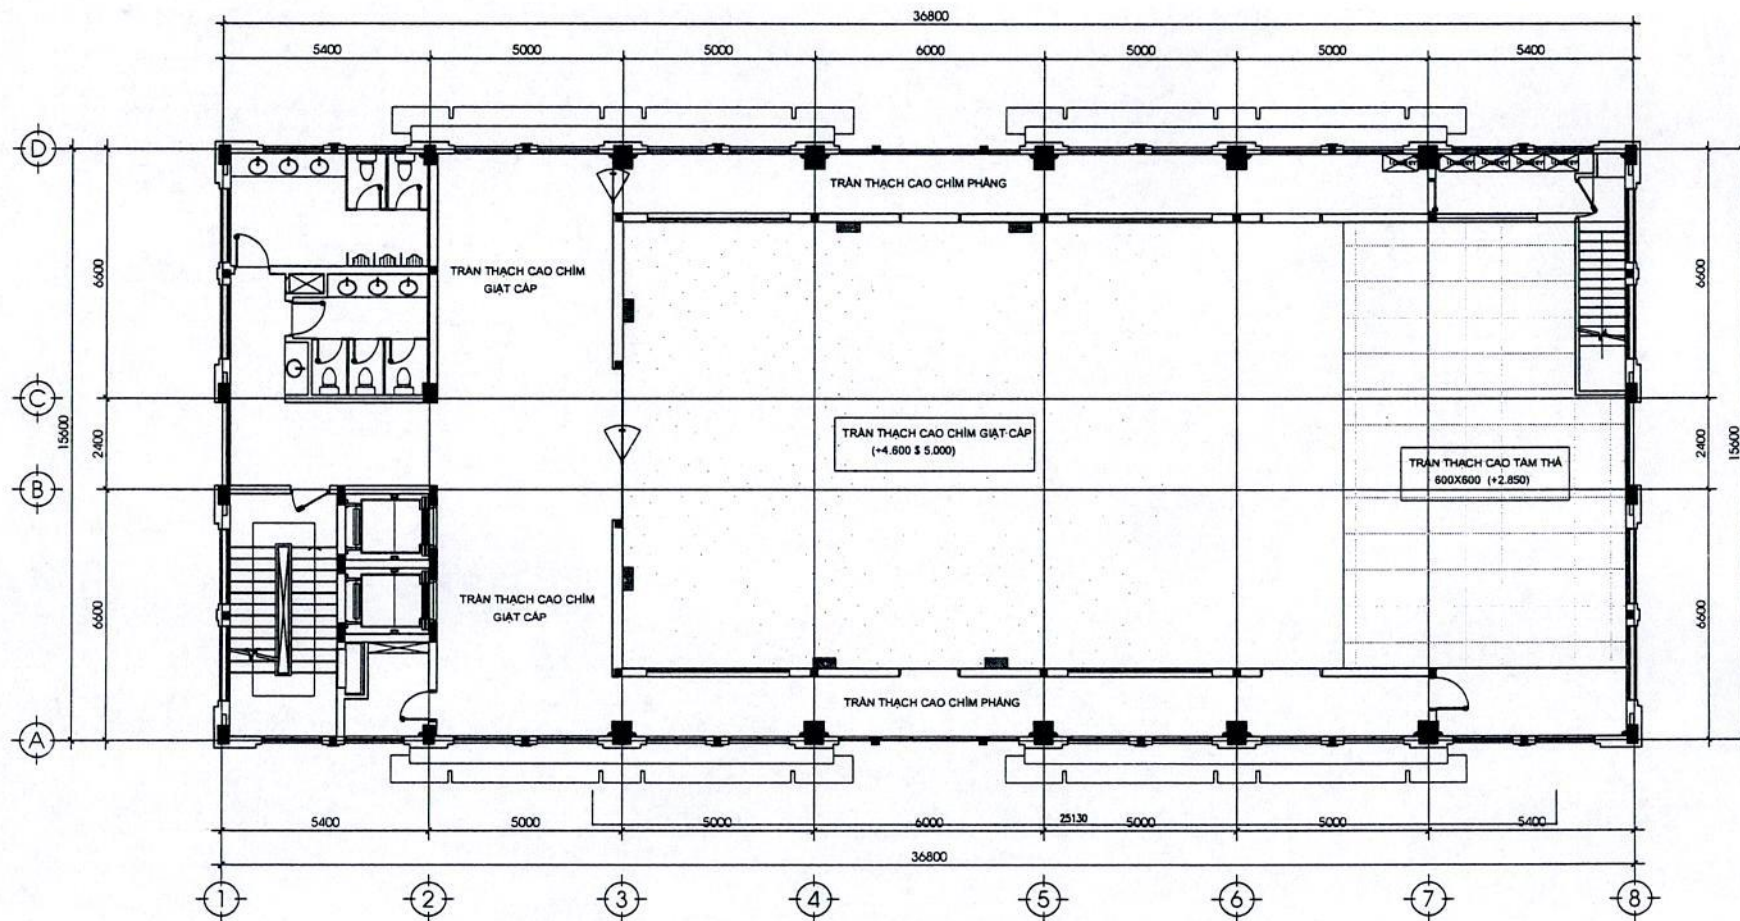 36800
5400 5000 5000 6000 5000 5000 5400
D
TRẦN THẠCH CAO CHÌM PHẲNG
TRẦN THẠCH CAO CHÌM
GIẬT CẤP
6600
6600
C
TRẦN THẠCH CAO CHÌM GIẬT CẤP
(+4.600 $ 5.000)
15600
2400
2400
15600
TRẦN THẠCH CAO TẤM THẢ
600X600 (+2.850)
B
TRẦN THẠCH CAO CHÌM
GIẬT CẤP
6600
6600
TRẦN THẠCH CAO CHÌM PHẲNG
A
5400 5000 5000 6000 25130 5000 5000 5400
36800
1 2 3 4 5 6 7 8